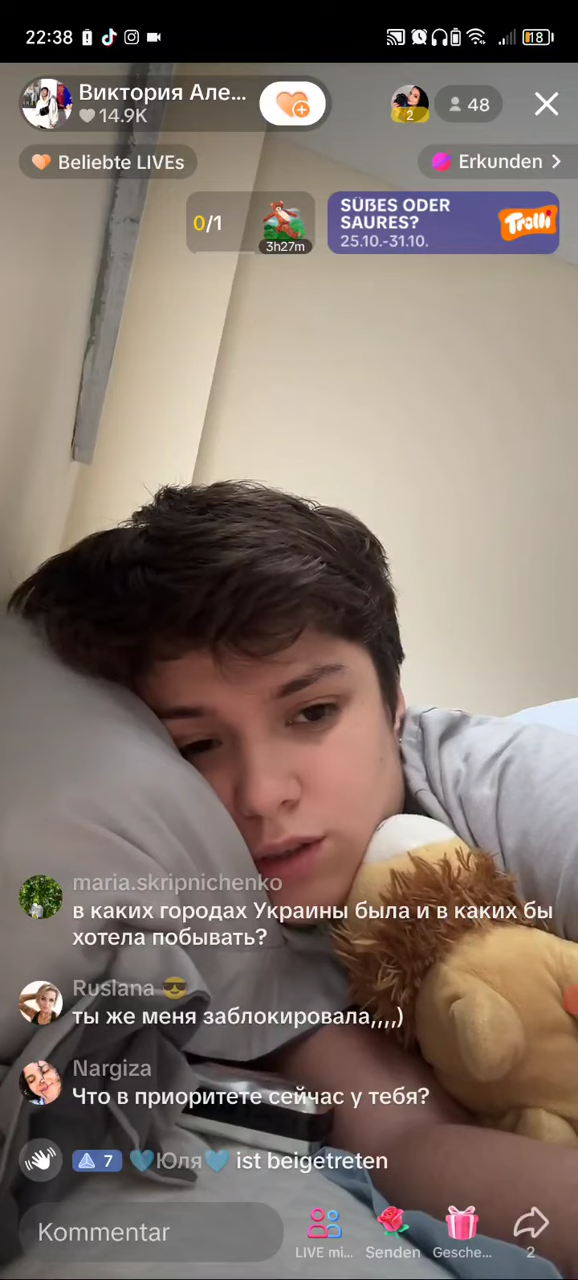 22:38
18
Виктория Але...
14.9K
2
48
Beliebte LIVEs
Erkunden
0/1
3h27m
SÜẞES ODER
SAURES?
25.10.-31.10.
Trolli
maria.skripnichenko
в каких городах Украины была и в каких бы
хотела побывать?
Ruslana 😎
ты же меня заблокировала,,,,)
Nargiza
Что в приоритете сейчас у тебя?
7 🩵Юля🩵 ist beigetreten
Kommentar
LIVE mi...
Senden
Gesche...
2